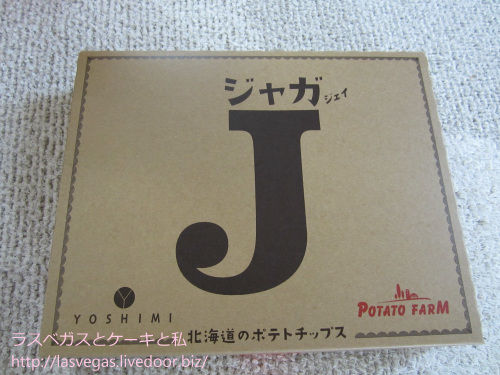 ジャガ
ジェイ
J
YOSHIMI
POTATO FARM
北海道のポテトチップス
ラスベガスとケーキと私
http://lasvegas.livedoor.biz/